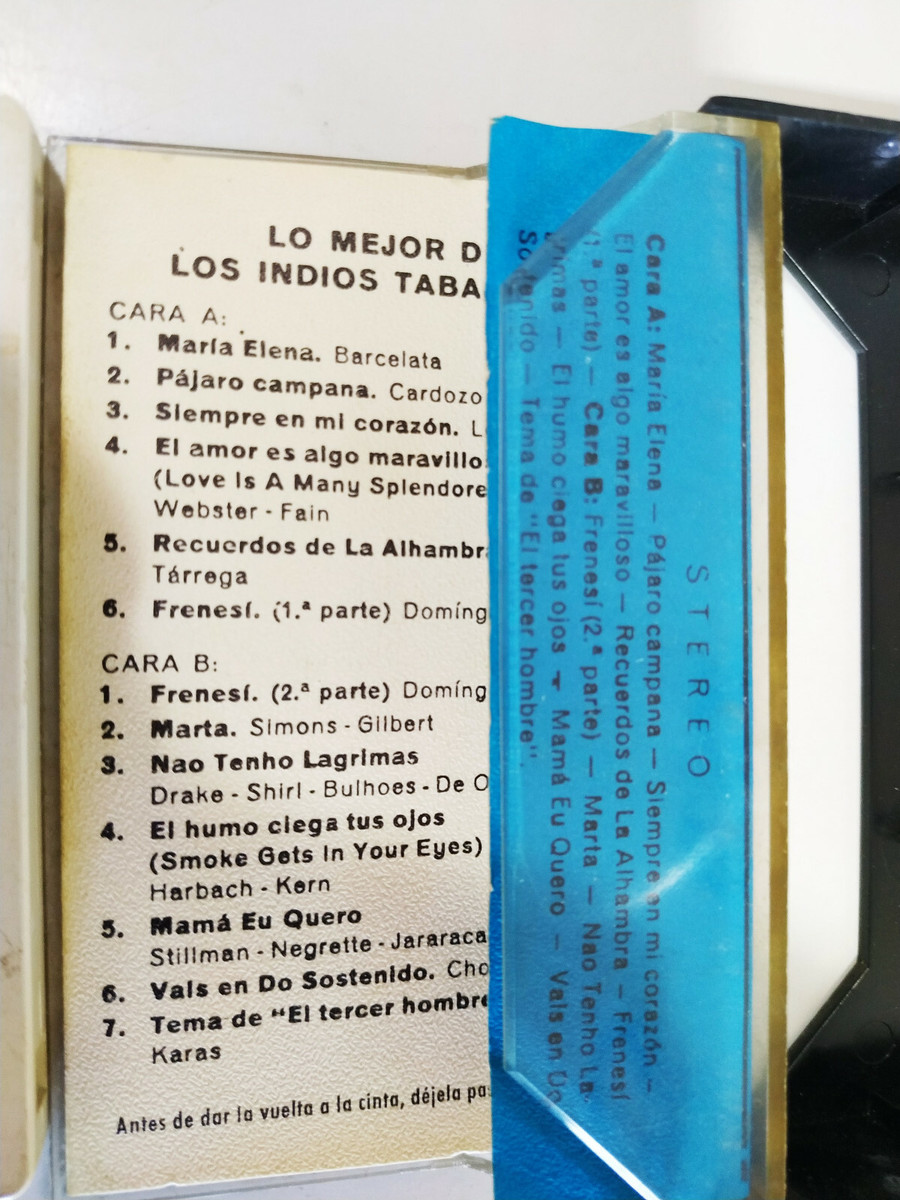 LO MEJOR D
LOS INDIOS TABA
CARA A:
1. María Elena. Barcelata
2. Pájaro campana. Cardozo
3. Siempre en mi corazón. L
4. El amor es algo maravillo
(Love Is A Many Splendore
Webster - Fain
5. Recuerdos de La Alhambr
Tárrega
6. Frenesí. (1.ª parte) Domíng
CARA B:
1. Frenesí. (2.ª parte) Domíng
2. Marta. Simons - Gilbert
3. Nao Tenho Lagrimas
Drake - Shirl - Bulhoes - De O
4. El humo ciega tus ojos
(Smoke Gets In Your Eyes)
Harbach - Kern
5. Mamá Eu Quero
Stillman - Negrette - Jararaca
6. Vals en Do Sostenido. Cho
7. Tema de "El tercer hombre
Karas
Antes de dar la vuelta a la cinta, déjela pa
STEREO
Cara A: María Elena — Pájaro campana — Siempre en mi corazón —
El amor es algo maravilloso — Recuerdos de La Alhambra — Frenesí
(1.ª parte). — Cara B: Frenesí (2.ª parte) — Marta — Nao Tenho La-
grimas — El humo ciega tus ojos — Mamá Eu Quero — Vals en Do
Sostenido — Tema de "El tercer hombre".